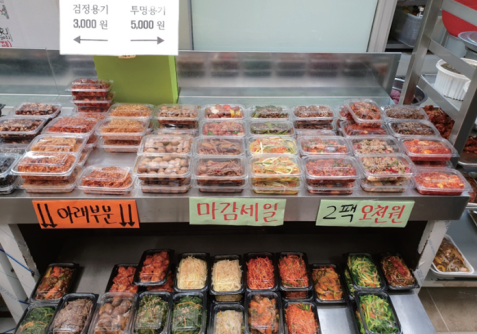 검정용기 투명용기
3.000 원 5.000 원
↓↓아래부분↓↓
마감세일
2팩 오천원